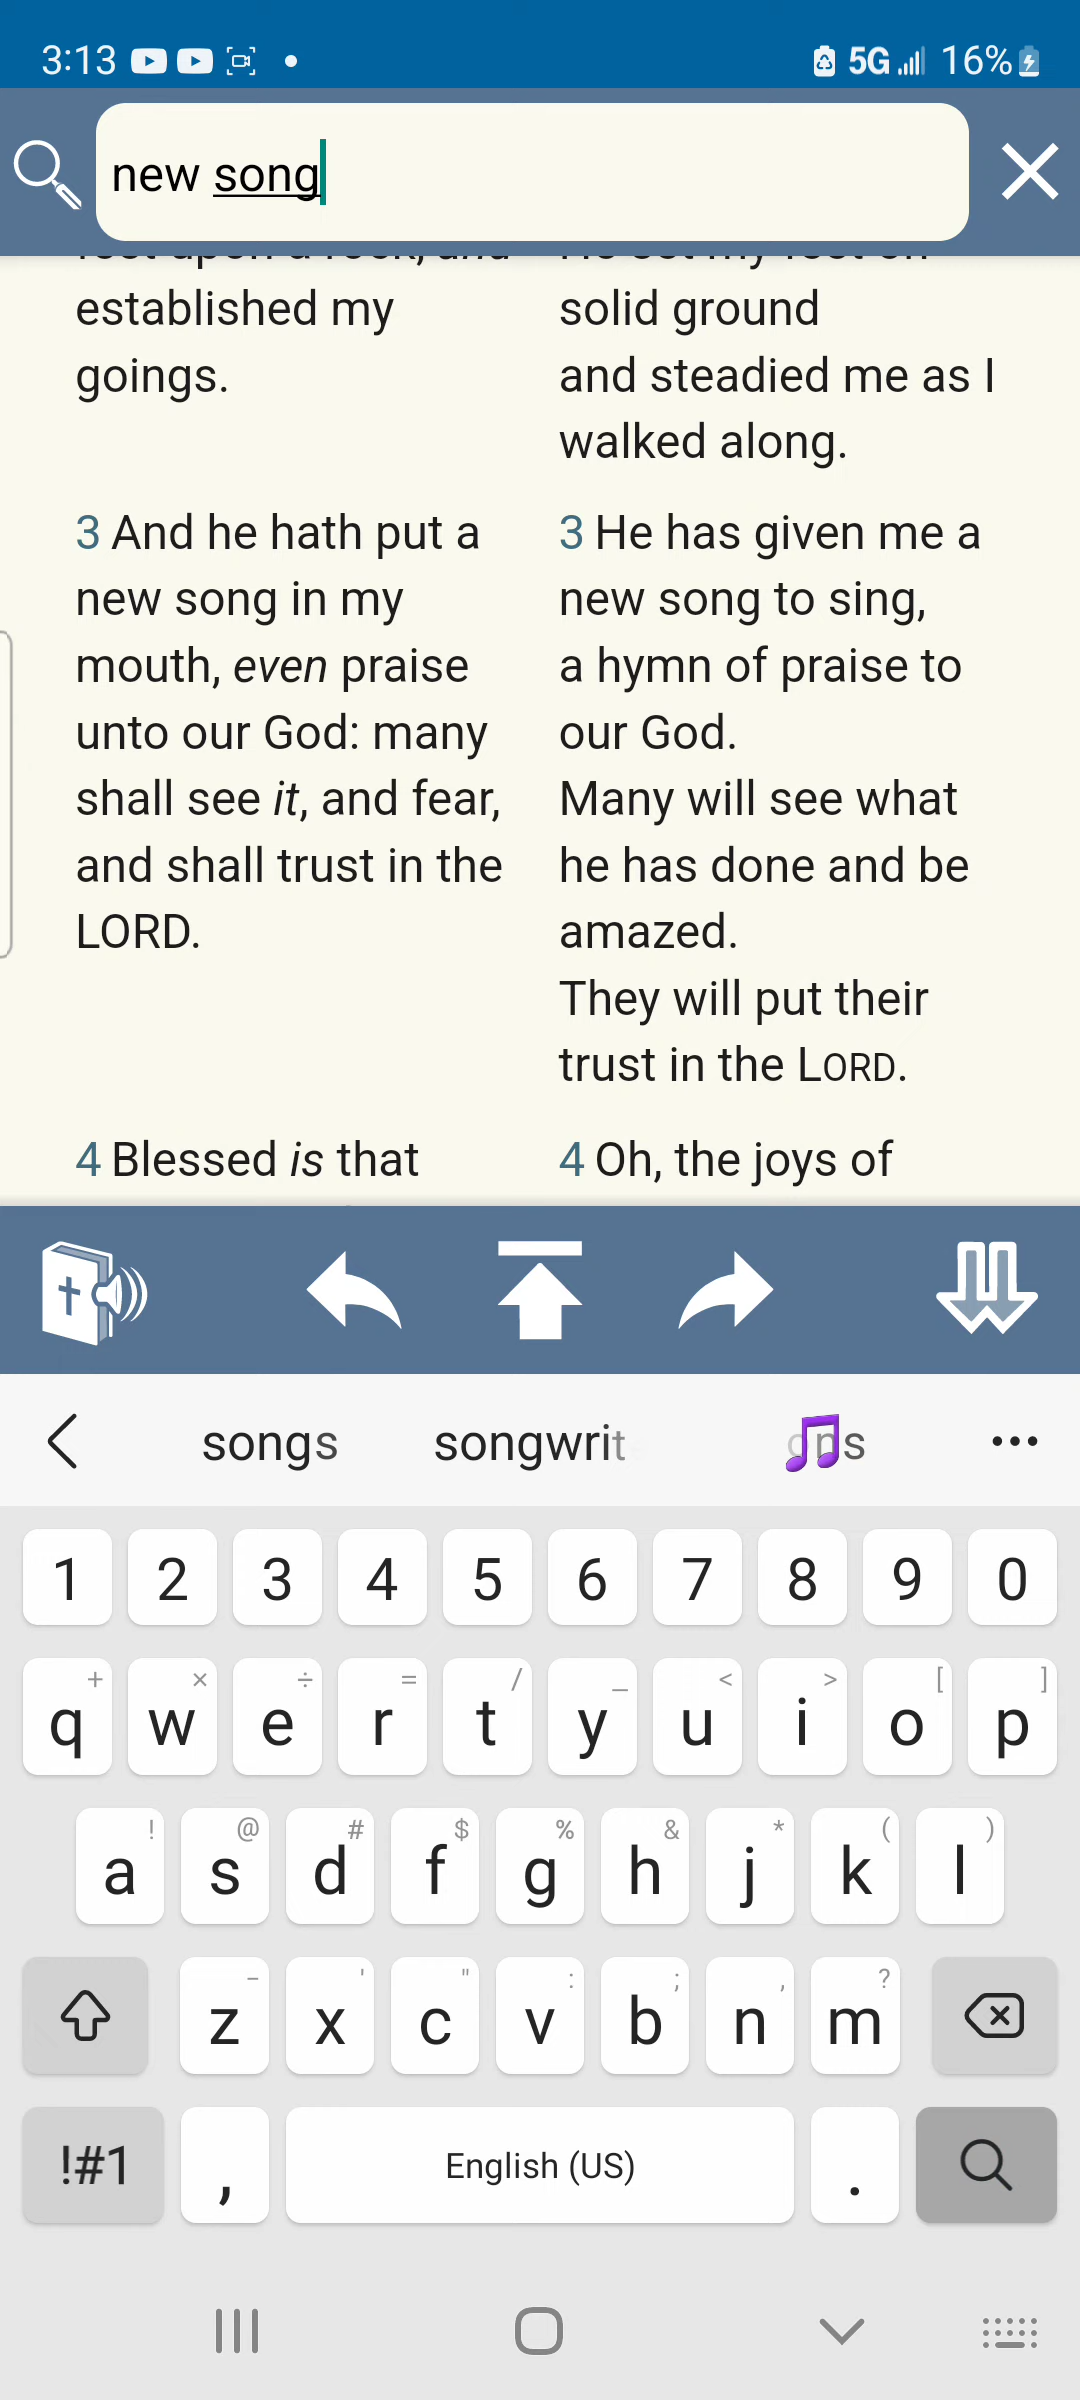 3:13 5G 16%
new song
established my
goings.
solid ground
and steadied me as I
walked along.
3 And he hath put a
new song in my
mouth, even praise
unto our God: many
shall see it, and fear,
and shall trust in the
LORD.
3 He has given me a
new song to sing,
a hymn of praise to
our God.
Many will see what
he has done and be
amazed.
They will put their
trust in the LORD.
4 Blessed is that
4 Oh, the joys of
songs songwrit
1 2 3 4 5 6 7 8 9 0
+ × ÷ = / _ < > [ ]
q w e r t y u i o p
! @ # $ % & * ( )
a s d f g h j k l
- ' " : ; , ?
z x c v b n m
!#1 , English (US) .